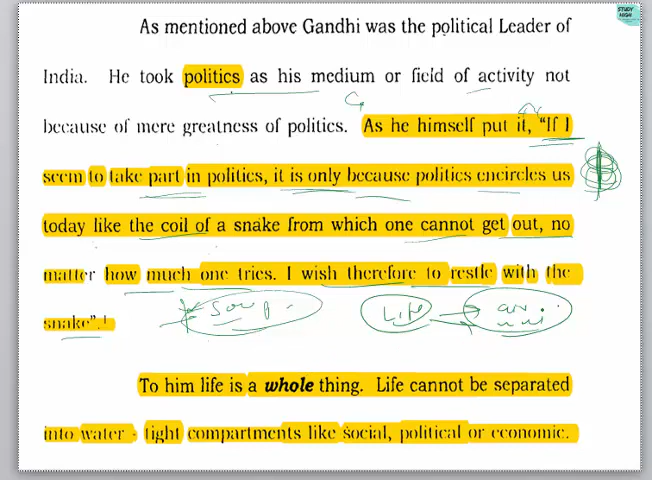 STUDY
As mentioned above Gandhi was the political Leader of
India. He took politics as his medium or field of activity not
because of mere greatness of politics. As he himself put it, "If I
seem to take part in politics, it is only because politics encircles us
today like the coil of a snake from which one cannot get out, no
matter how much one tries. I wish therefore to restle with the
snake".¹
Life
To him life is a whole thing. Life cannot be separated
into water - tight compartments like social, political or economic.